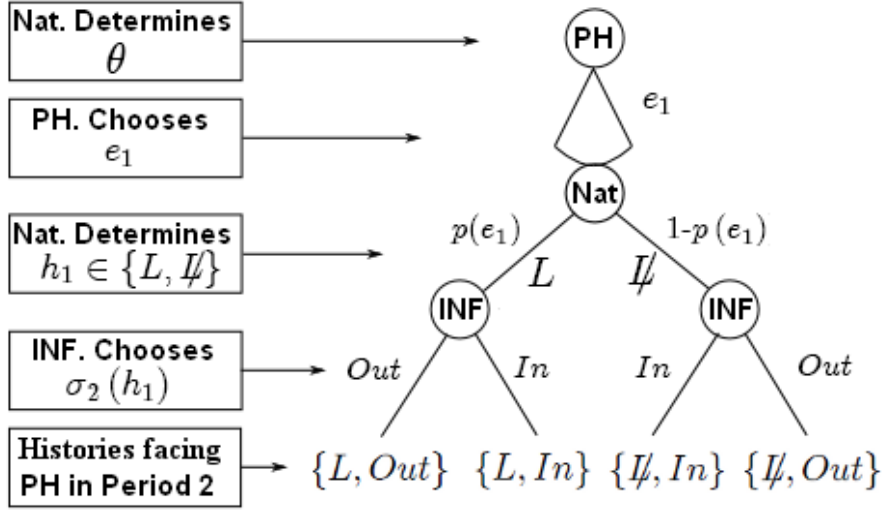 Nat. Determines
θ
PH
PH. Chooses
e₁
e₁
Nat
Nat. Determines
h₁ ∈ {L, L̸}
p(e₁)
1-p (e₁)
L
L̸
INF
INF
INF. Chooses
σ₂ (h₁)
Out
In
In
Out
Histories facing
PH in Period 2
{L, Out} {L, In} {L̸, In} {L̸, Out}